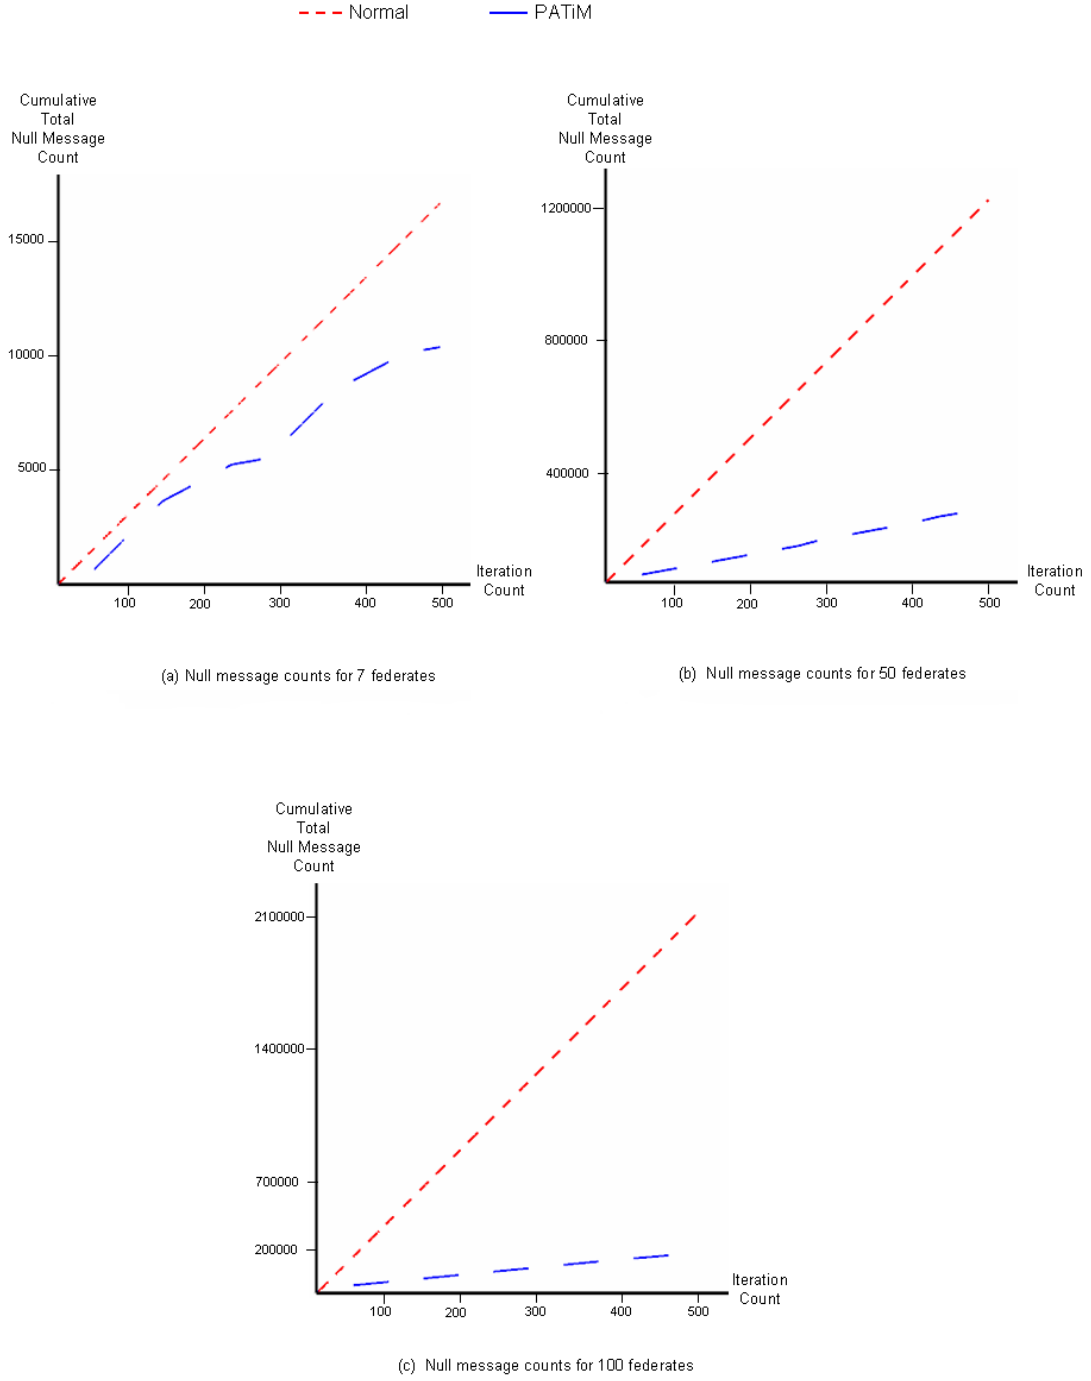 Normal
PATiM
Cumulative
Total
Null Message
Count
15000
10000
5000
100
200
300
400
500
Iteration
Count
(a) Null message counts for 7 federates
Cumulative
Total
Null Message
Count
1200000
800000
400000
100
200
300
400
500
Iteration
Count
(b) Null message counts for 50 federates
Cumulative
Total
Null Message
Count
2100000
1400000
700000
200000
100
200
300
400
500
Iteration
Count
(c) Null message counts for 100 federates